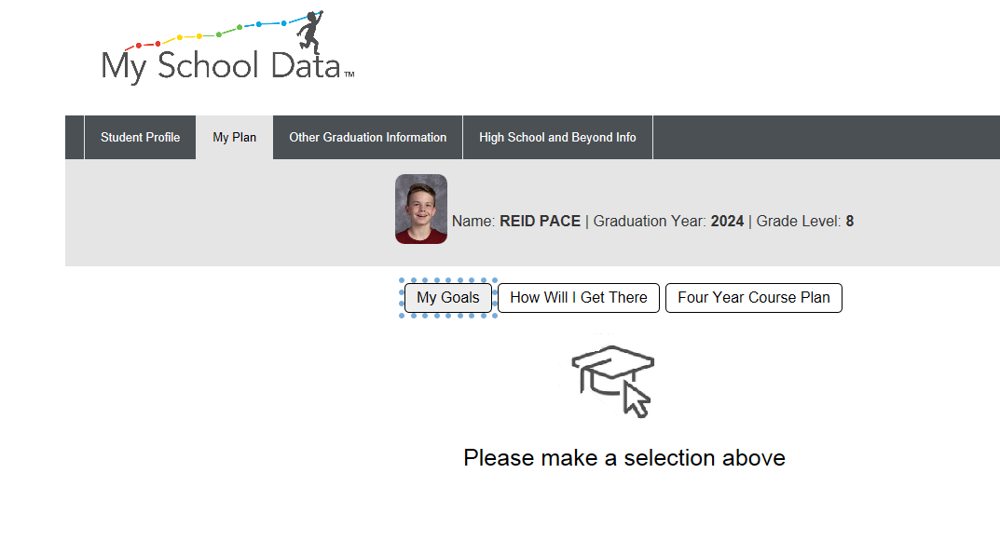 My School Data™
Student Profile
My Plan
Other Graduation Information
High School and Beyond Info
Name: REID PACE | Graduation Year: 2024 | Grade Level: 8
My Goals
How Will I Get There
Four Year Course Plan
Please make a selection above